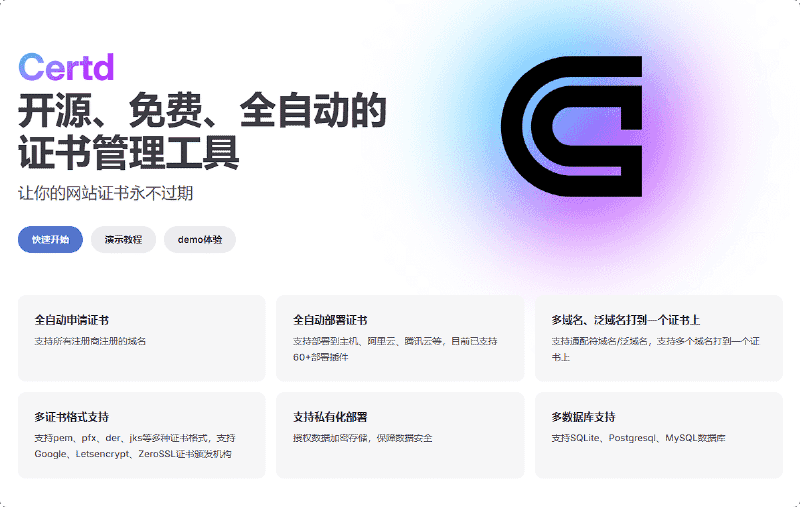 Certd
开源、免费、全自动的
证书管理工具
让你的网站证书永不过期
快速开始
演示教程
demo体验
全自动申请证书
支持所有注册商注册的域名
全自动部署证书
支持部署到主机、阿里云、腾讯云等，目前已支持
60+部署插件
多域名、泛域名打到一个证书上
支持通配符域名/泛域名，支持多个域名打到一个证
书上
多证书格式支持
支持pem、pfx、der、jks等多种证书格式，支持
Google、Letsencrypt、ZeroSSL证书颁发机构
支持私有化部署
授权数据加密存储，保障数据安全
多数据库支持
支持SQLite、Postgresql、MySQL数据库